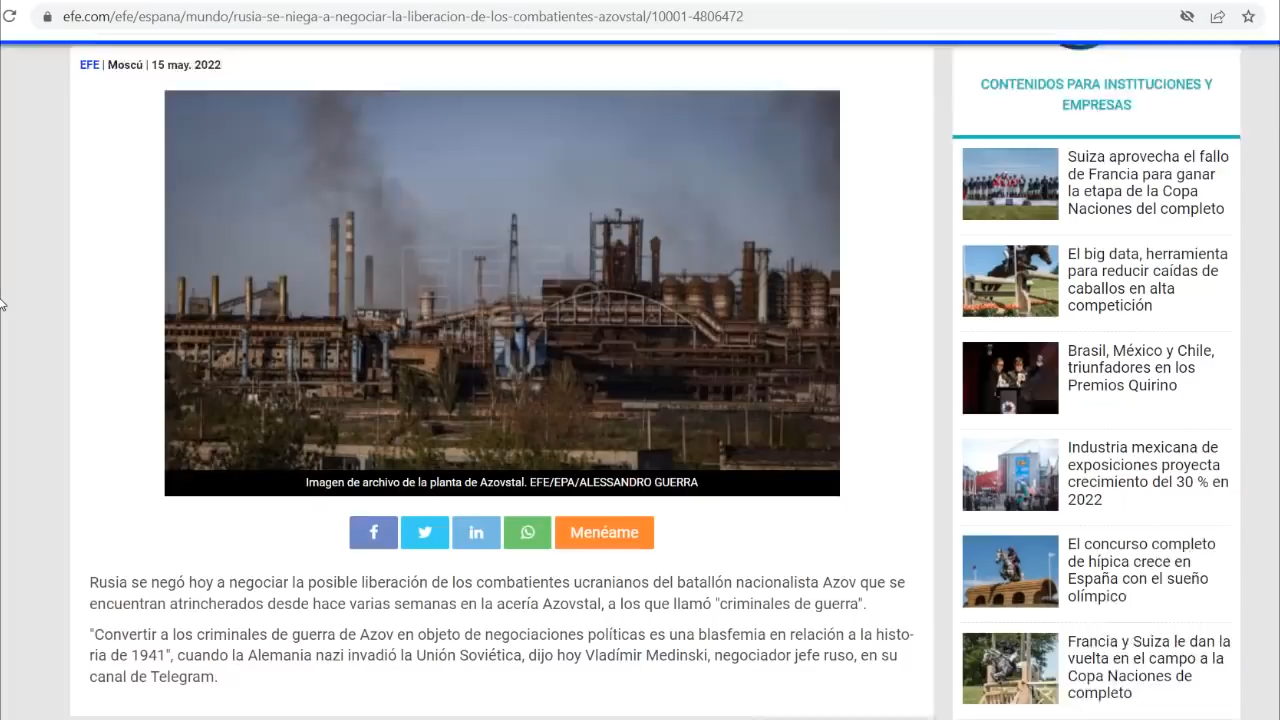 efe.com/efe/espana/mundo/rusia-se-niega-a-negociar-la-liberacion-de-los-combatientes-azovstal/10001-4806472
EFE | Moscú | 15 may. 2022
Imagen de archivo de la planta de Azovstal. EFE/EPA/ALESSANDRO GUERRA
Menéame
Rusia se negó hoy a negociar la posible liberación de los combatientes ucranianos del batallón nacionalista Azov que se
encuentran atrincherados desde hace varias semanas en la acería Azovstal, a los que llamó "criminales de guerra".
"Convertir a los criminales de guerra de Azov en objeto de negociaciones políticas es una blasfemia en relación a la histo-
ria de 1941", cuando la Alemania nazi invadió la Unión Soviética, dijo hoy Vladímir Medinski, negociador jefe ruso, en su
canal de Telegram.
CONTENIDOS PARA INSTITUCIONES Y
EMPRESAS
Suiza aprovecha el fallo
de Francia para ganar
la etapa de la Copa
Naciones del completo
El big data, herramienta
para reducir caídas de
caballos en alta
competición
Brasil, México y Chile,
triunfadores en los
Premios Quirino
Industria mexicana de
exposiciones proyecta
crecimiento del 30 % en
2022
El concurso completo
de hípica crece en
España con el sueño
olímpico
Francia y Suiza le dan la
vuelta en el campo a la
Copa Naciones de
completo